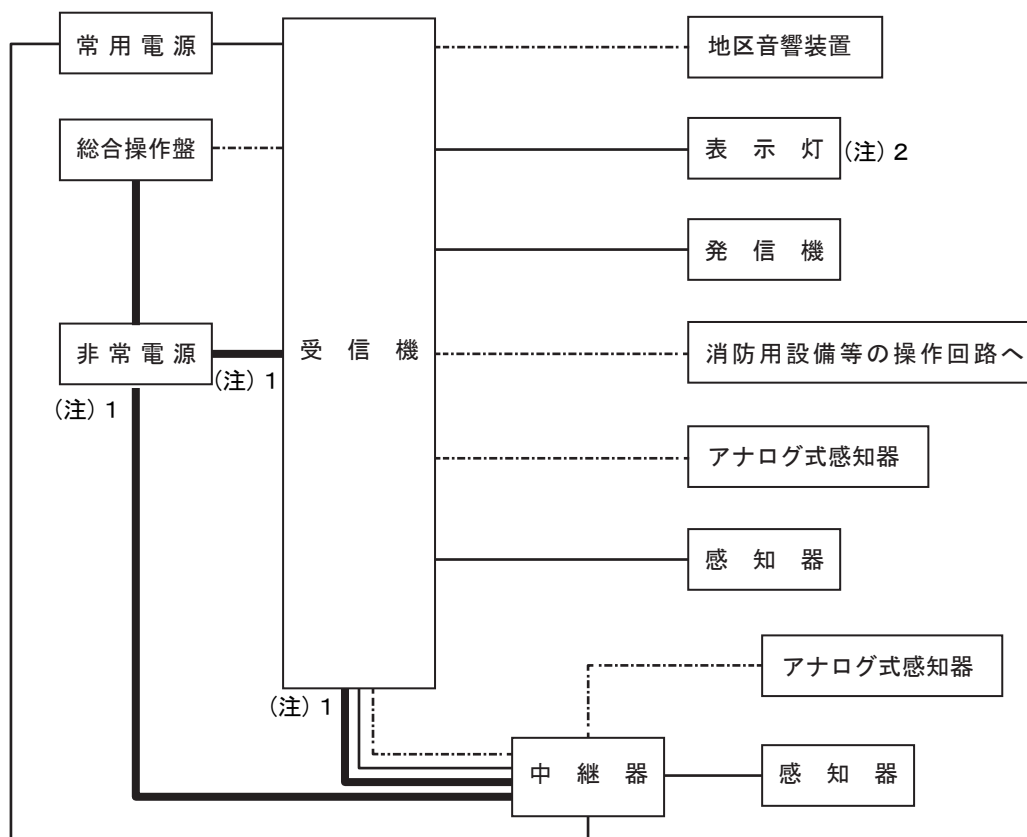 常用電源
地区音響装置
総合操作盤
表示灯
(注)2
発信機
非常電源
(注)1
(注)1
受信機
消防用設備等の操作回路へ
アナログ式感知器
感知器
アナログ式感知器
(注)1
中継器
感知器